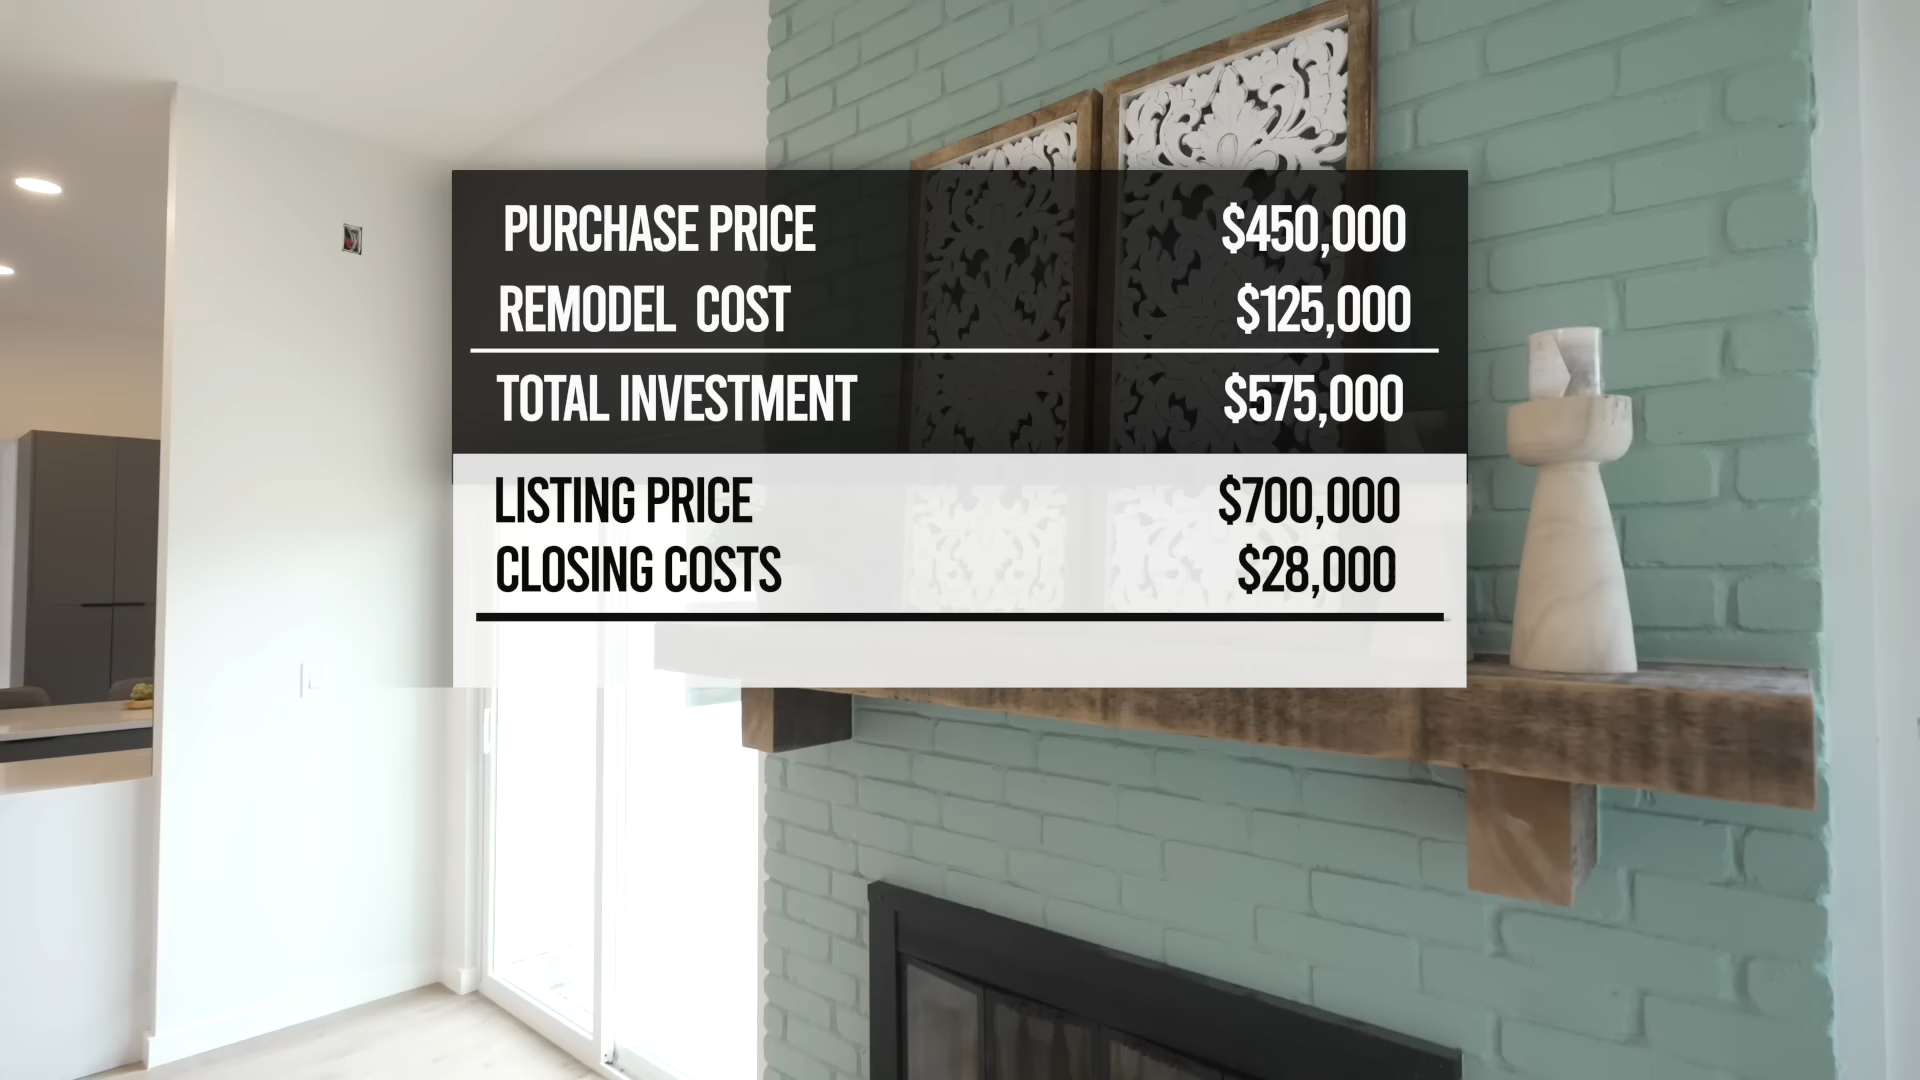 PURCHASE PRICE $450,000
REMODEL COST $125,000
TOTAL INVESTMENT $575,000
LISTING PRICE $700,000
CLOSING COSTS $28,000